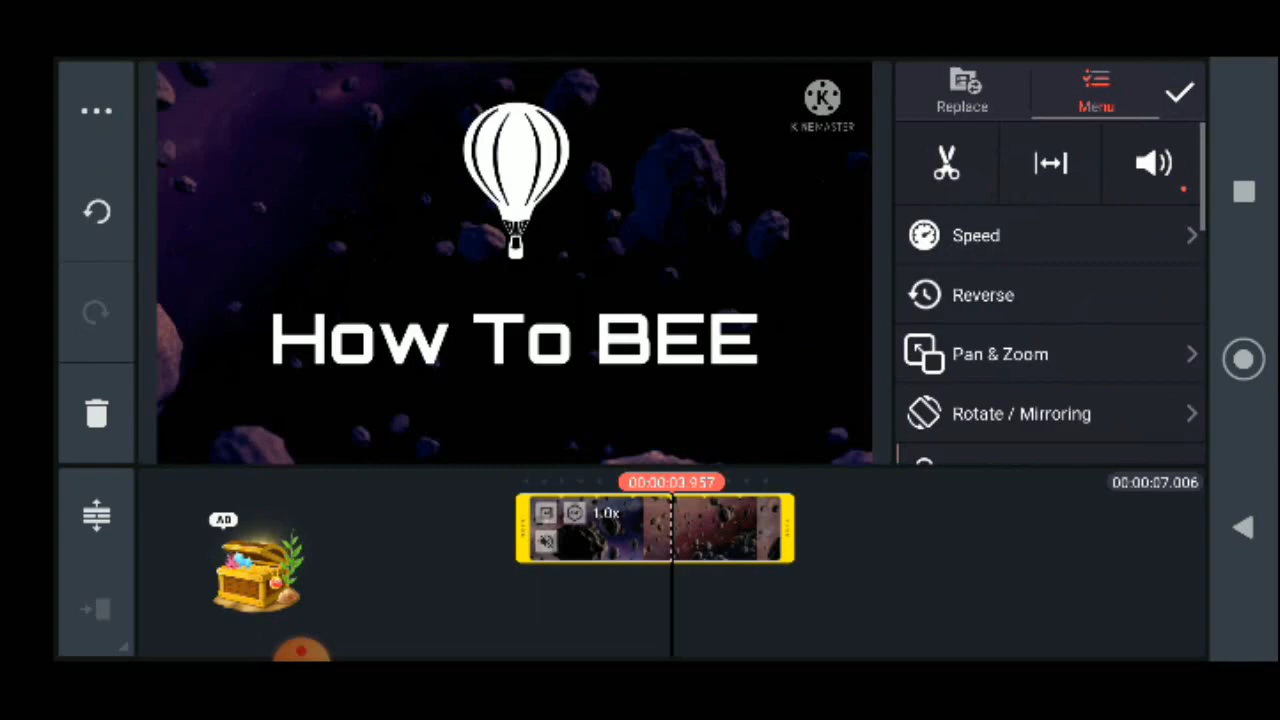 Replace
Menu
K
KINEMASTER
How To BEE
Speed
Reverse
Pan & Zoom
Rotate / Mirroring
00:00:03.957
00:00:07.006
1.0x
AD